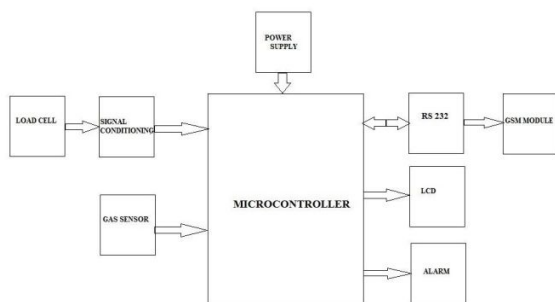 POWER
SUPPLY
LOAD CELL
SIGNAL
CONDITIONING
RS 232
GSM MODULE
MICROCONTROLLER
LCD
GAS SENSOR
ALARM